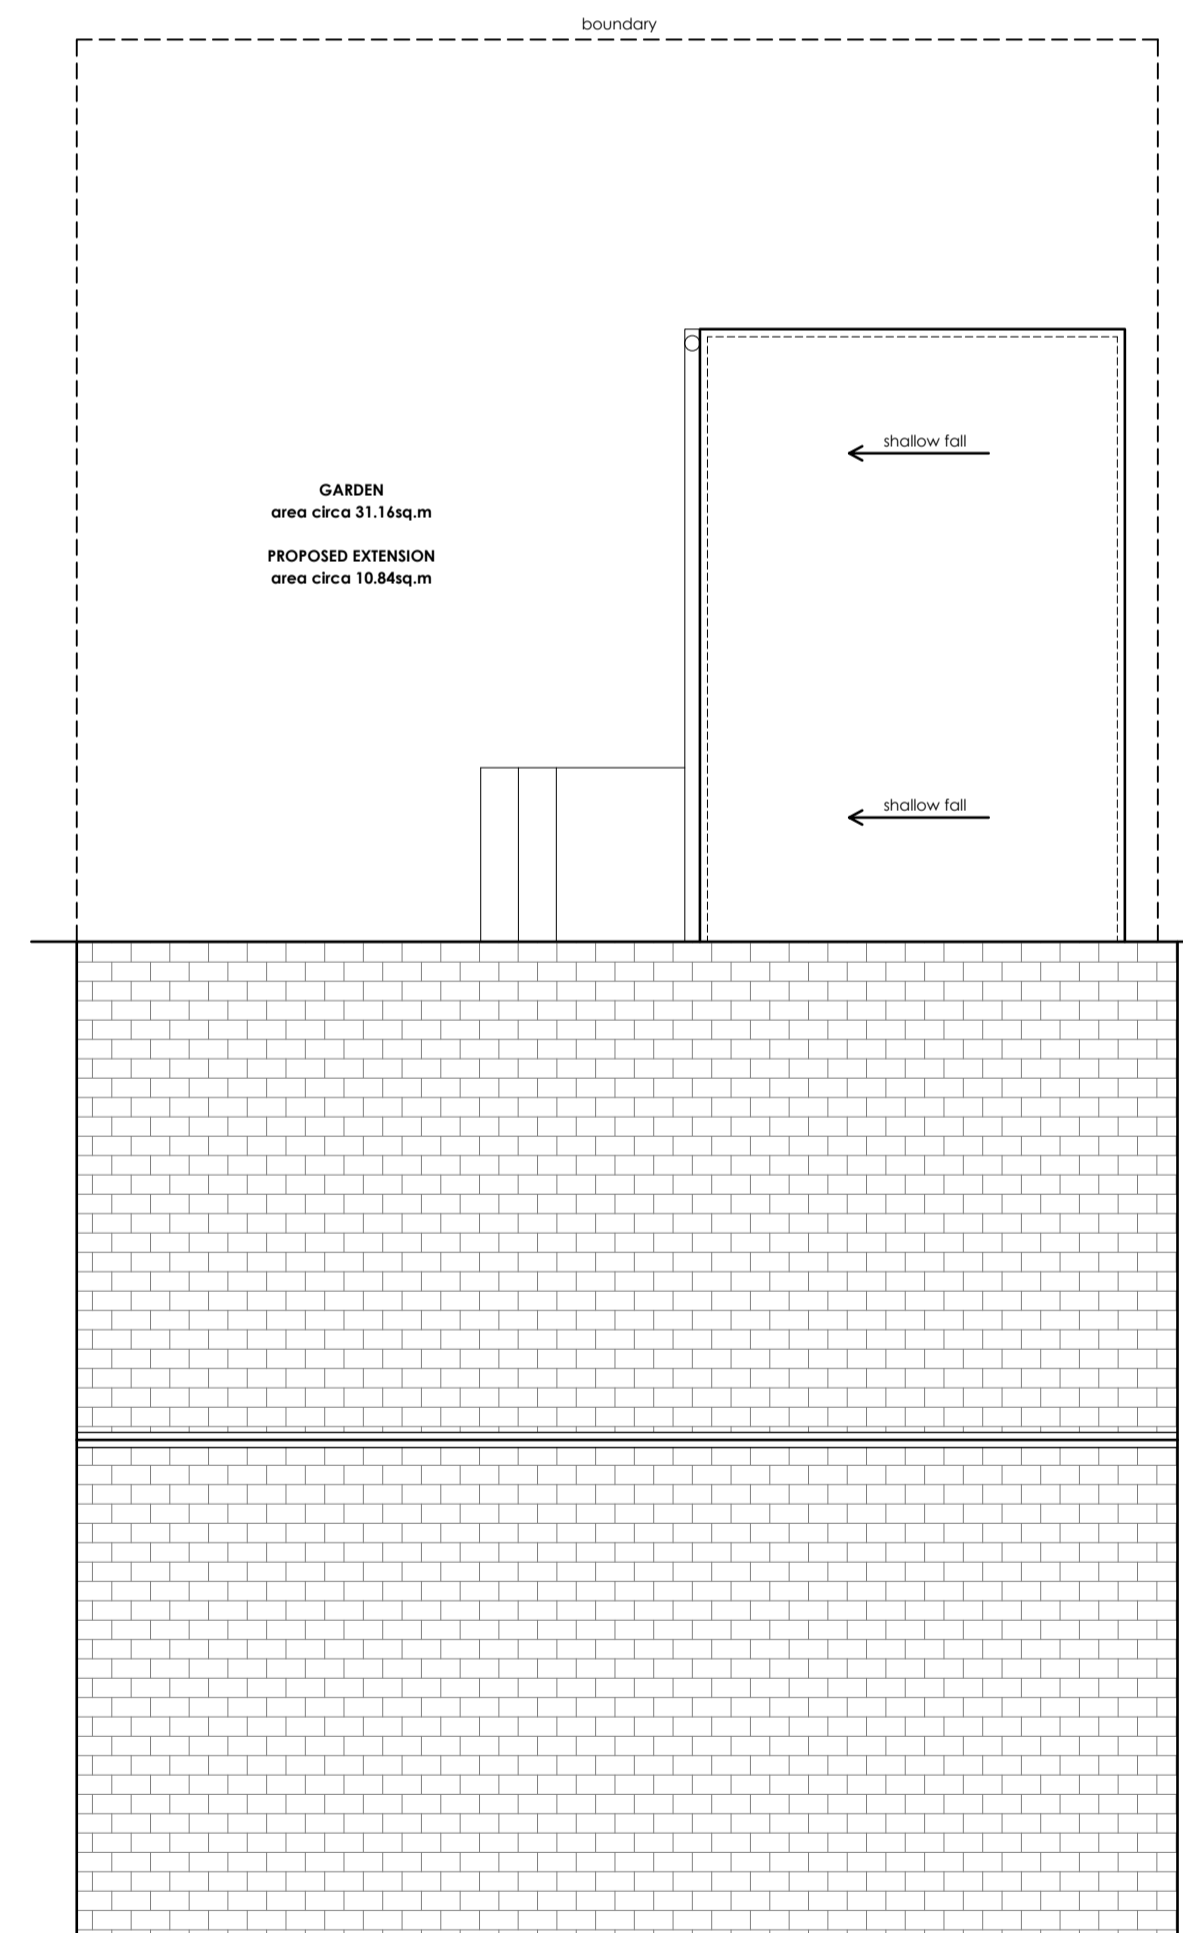 boundary
shallow fall
GARDEN
area circa 31.16sq.m
PROPOSED EXTENSION
area circa 10.84sq.m
shallow fall